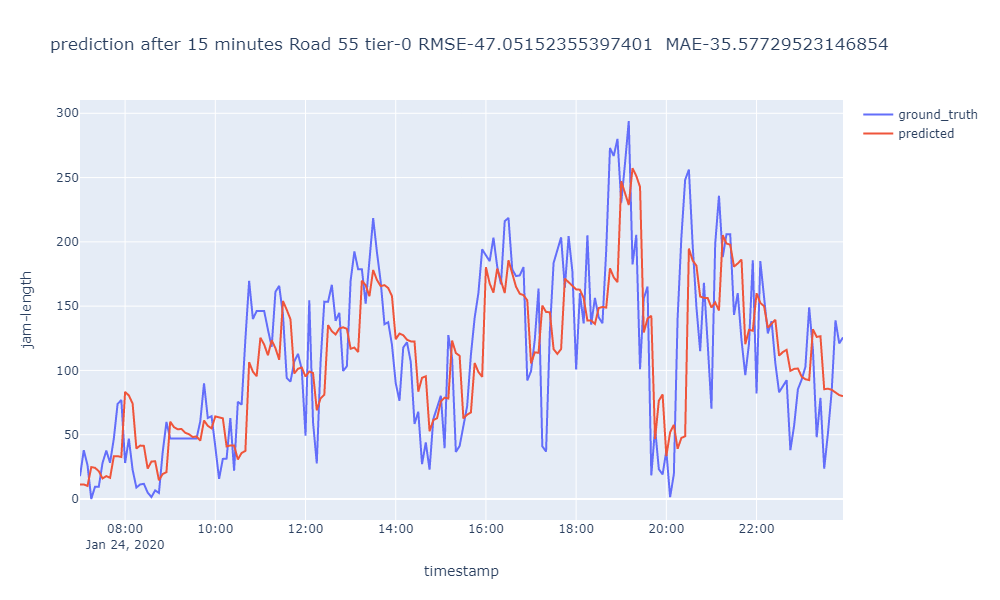 prediction after 15 minutes Road 55 tier-0 RMSE-47.05152355397401  MAE-35.57729523146854
ground_truth
predicted
300
250
200
150
100
50
0
jam-length
08:00 10:00 12:00 14:00 16:00 18:00 20:00 22:00
Jan 24, 2020
timestamp